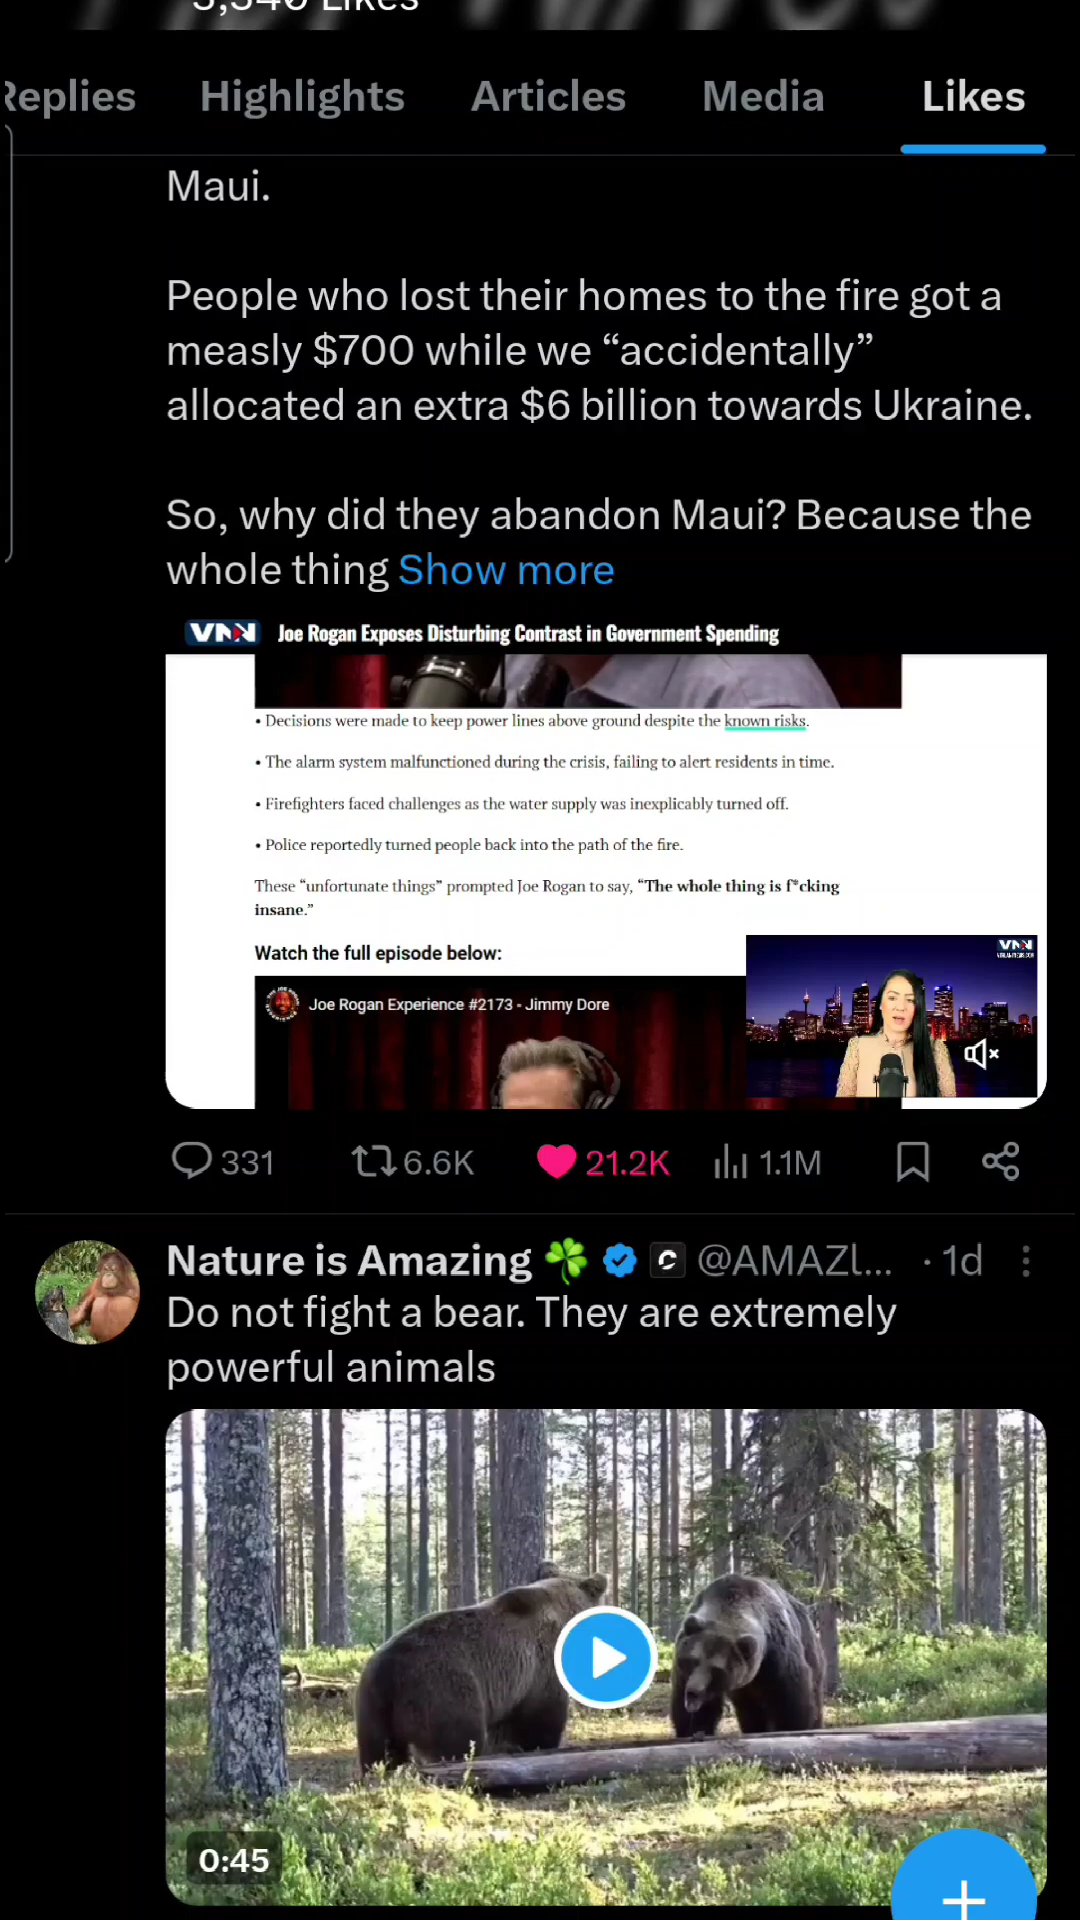 3,340 Likes
Replies Highlights Articles Media Likes
Maui.
People who lost their homes to the fire got a
measly $700 while we “accidentally”
allocated an extra $6 billion towards Ukraine.
So, why did they abandon Maui? Because the
whole thing Show more
VNN Joe Rogan Exposes Disturbing Contrast in Government Spending
• Decisions were made to keep power lines above ground despite the known risks.
• The alarm system malfunctioned during the crisis, failing to alert residents in time.
• Firefighters faced challenges as the water supply was inexplicably turned off.
• Police reportedly turned people back into the path of the fire.
These “unfortunate things” prompted Joe Rogan to say, “The whole thing is f*cking
insane.”
Watch the full episode below:
VNN
Joe Rogan Experience #2173 - Jimmy Dore
331 6.6K 21.2K 1.1M
Nature is Amazing @AMAZl... · 1d
Do not fight a bear. They are extremely
powerful animals
0:45